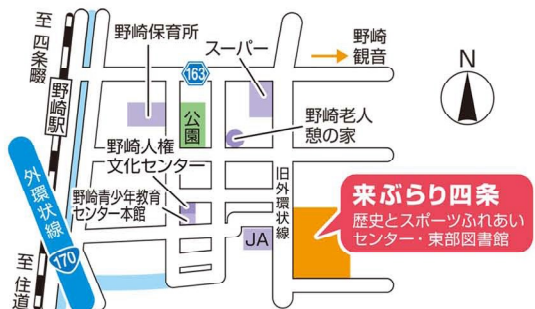 至 四条畷
野崎駅
野崎保育所
163
スーパー
野崎
観音
N
公園
野崎老人
憩の家
野崎人権
文化センター
野崎青少年教育
センター本館
外環状線
170
旧外環状線
JA
来ぶらり四条
歴史とスポーツふれあい
センター・東部図書館
至 住道